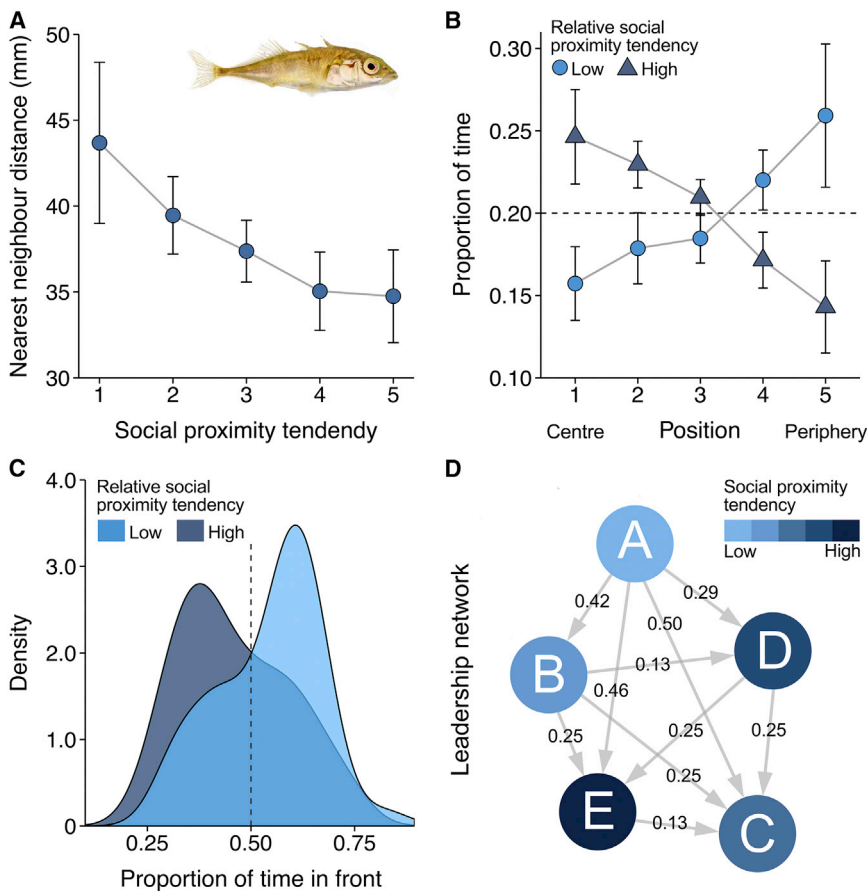 A
50
45
40
35
30
Nearest neighbour distance (mm)
1 2 3 4 5
Social proximity tendendy
B
Relative social
proximity tendency
Low High
0.30
0.25
0.20
0.15
0.10
Proportion of time
1 2 3 4 5
Centre Position Periphery
C
Relative social
proximity tendency
Low High
4.0
3.0
2.0
1.0
0
Density
0.25 0.50 0.75
Proportion of time in front
D
Social proximity
tendency
Low High
Leadership network
A
0.42
0.29
0.50
D
B
0.13
0.46
0.25
0.25
0.25
0.25
E
0.13
C